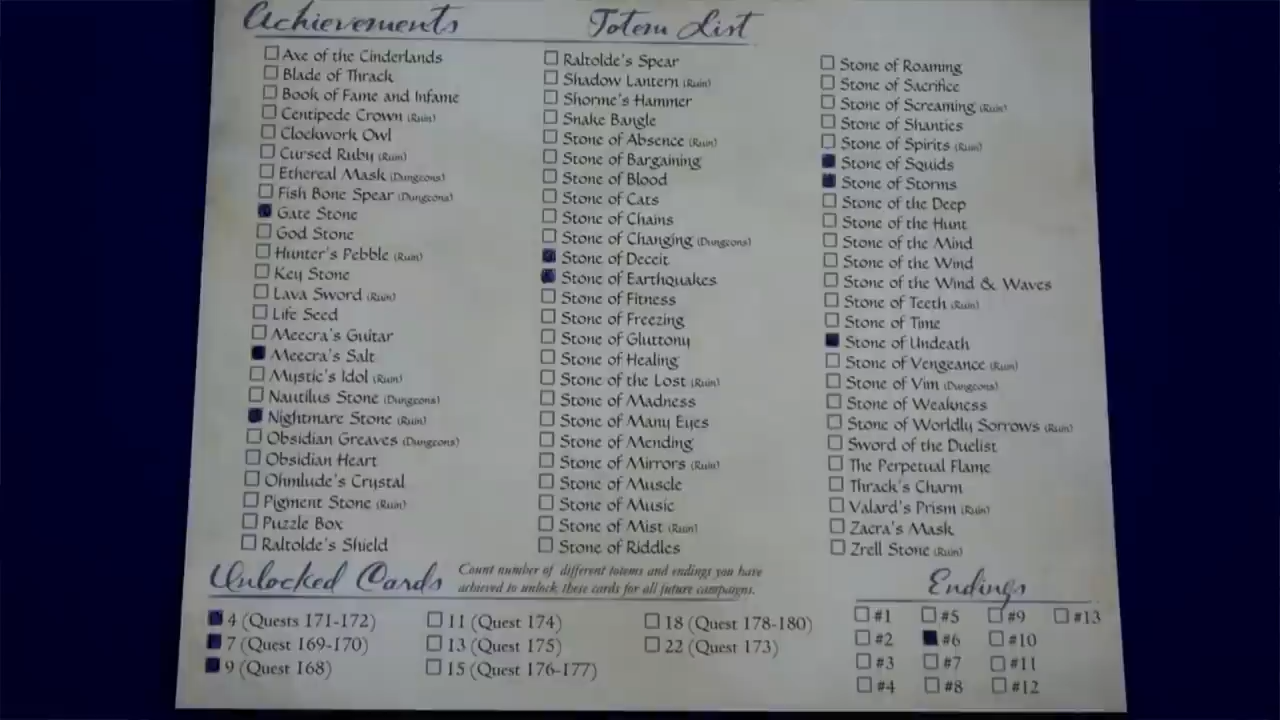 Achievements
Totem List
Axe of the Cinderlands
Blade of Thrack
Book of Fame and Infame
Centipede Crown (Ruin)
Clockwork Owl
Cursed Ruby (Ruin)
Ethereal Mask (Dungeons)
Fish Bone Spear (Dungeons)
Gate Stone
God Stone
Hunter's Pebble (Ruin)
Key Stone
Lava Sword (Ruin)
Life Seed
Meecra's Guitar
Meecra's Salt
Mystic's Idol (Ruin)
Nautilus Stone (Dungeons)
Nightmare Stone (Ruin)
Obsidian Greaves (Dungeons)
Obsidian Heart
Ohmlude's Crystal
Pigment Stone (Ruin)
Puzzle Box
Raltolde's Shield
Raltolde's Spear
Shadow Lantern (Ruin)
Shorme's Hammer
Snake Bangle
Stone of Absence (Ruin)
Stone of Bargaining
Stone of Blood
Stone of Cats
Stone of Chains
Stone of Changing (Dungeons)
Stone of Deceit
Stone of Earthquakes
Stone of Fitness
Stone of Freezing
Stone of Gluttony
Stone of Healing
Stone of the Lost (Ruin)
Stone of Madness
Stone of Many Eyes
Stone of Mending
Stone of Mirrors (Ruin)
Stone of Muscle
Stone of Music
Stone of Mist (Ruin)
Stone of Riddles
Stone of Roaming
Stone of Sacrifice
Stone of Screaming (Ruin)
Stone of Shanties
Stone of Spirits (Ruin)
Stone of Squids
Stone of Storms
Stone of the Deep
Stone of the Hunt
Stone of the Mind
Stone of the Wind
Stone of the Wind & Waves
Stone of Teeth (Ruin)
Stone of Time
Stone of Undeath
Stone of Vengeance (Ruin)
Stone of Vim (Dungeons)
Stone of Weakness
Stone of Worldly Sorrows (Ruin)
Sword of the Duelist
The Perpetual Flame
Thrack's Charm
Valard's Prism (Ruin)
Zacra's Mask
Zrell Stone (Ruin)
Unlocked Cards
Count number of different totems and endings you have
achieved to unlock these cards for all future campaigns.
4 (Quests 171-172)
7 (Quest 169-170)
9 (Quest 168)
11 (Quest 174)
13 (Quest 175)
15 (Quest 176-177)
18 (Quest 178-180)
22 (Quest 173)
Endings
#1
#2
#3
#4
#5
#6
#7
#8
#9
#10
#11
#12
#13